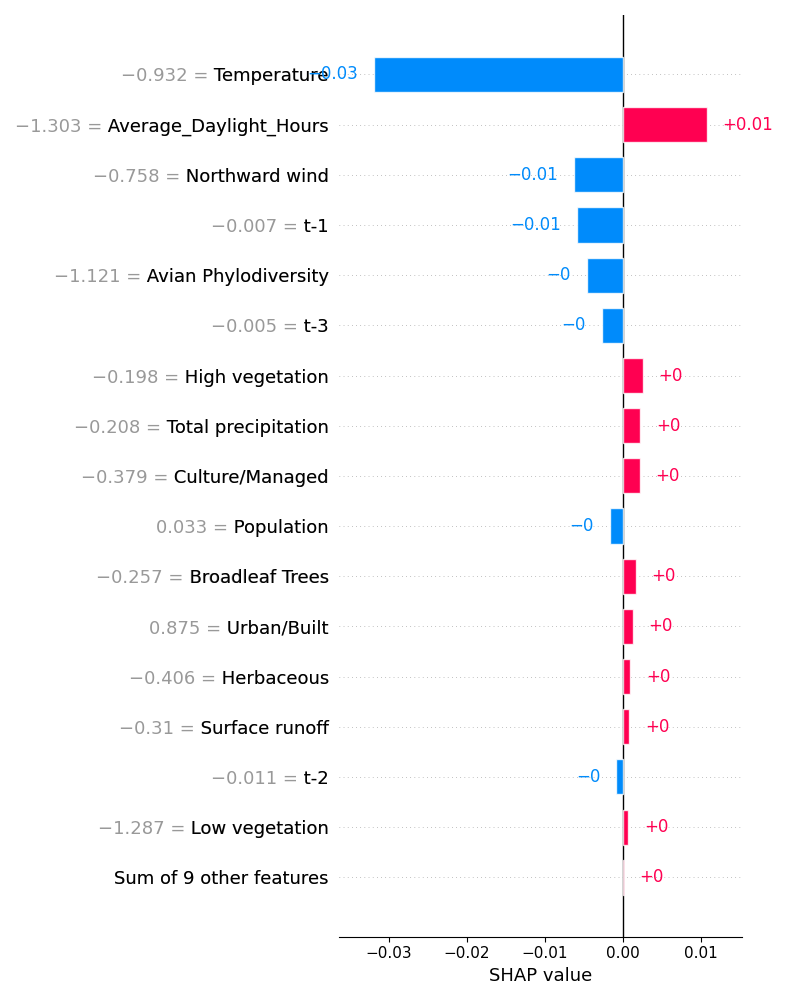 −0.932 = Temperature −0.03
−1.303 = Average_Daylight_Hours +0.01
−0.758 = Northward wind −0.01
−0.007 = t-1 −0.01
−1.121 = Avian Phylodiversity −0
−0.005 = t-3 −0
−0.198 = High vegetation +0
−0.208 = Total precipitation +0
−0.379 = Culture/Managed +0
0.033 = Population −0
−0.257 = Broadleaf Trees +0
0.875 = Urban/Built +0
−0.406 = Herbaceous +0
−0.31 = Surface runoff +0
−0.011 = t-2 −0
−1.287 = Low vegetation +0
Sum of 9 other features +0
−0.03 −0.02 −0.01 0.00 0.01
SHAP value